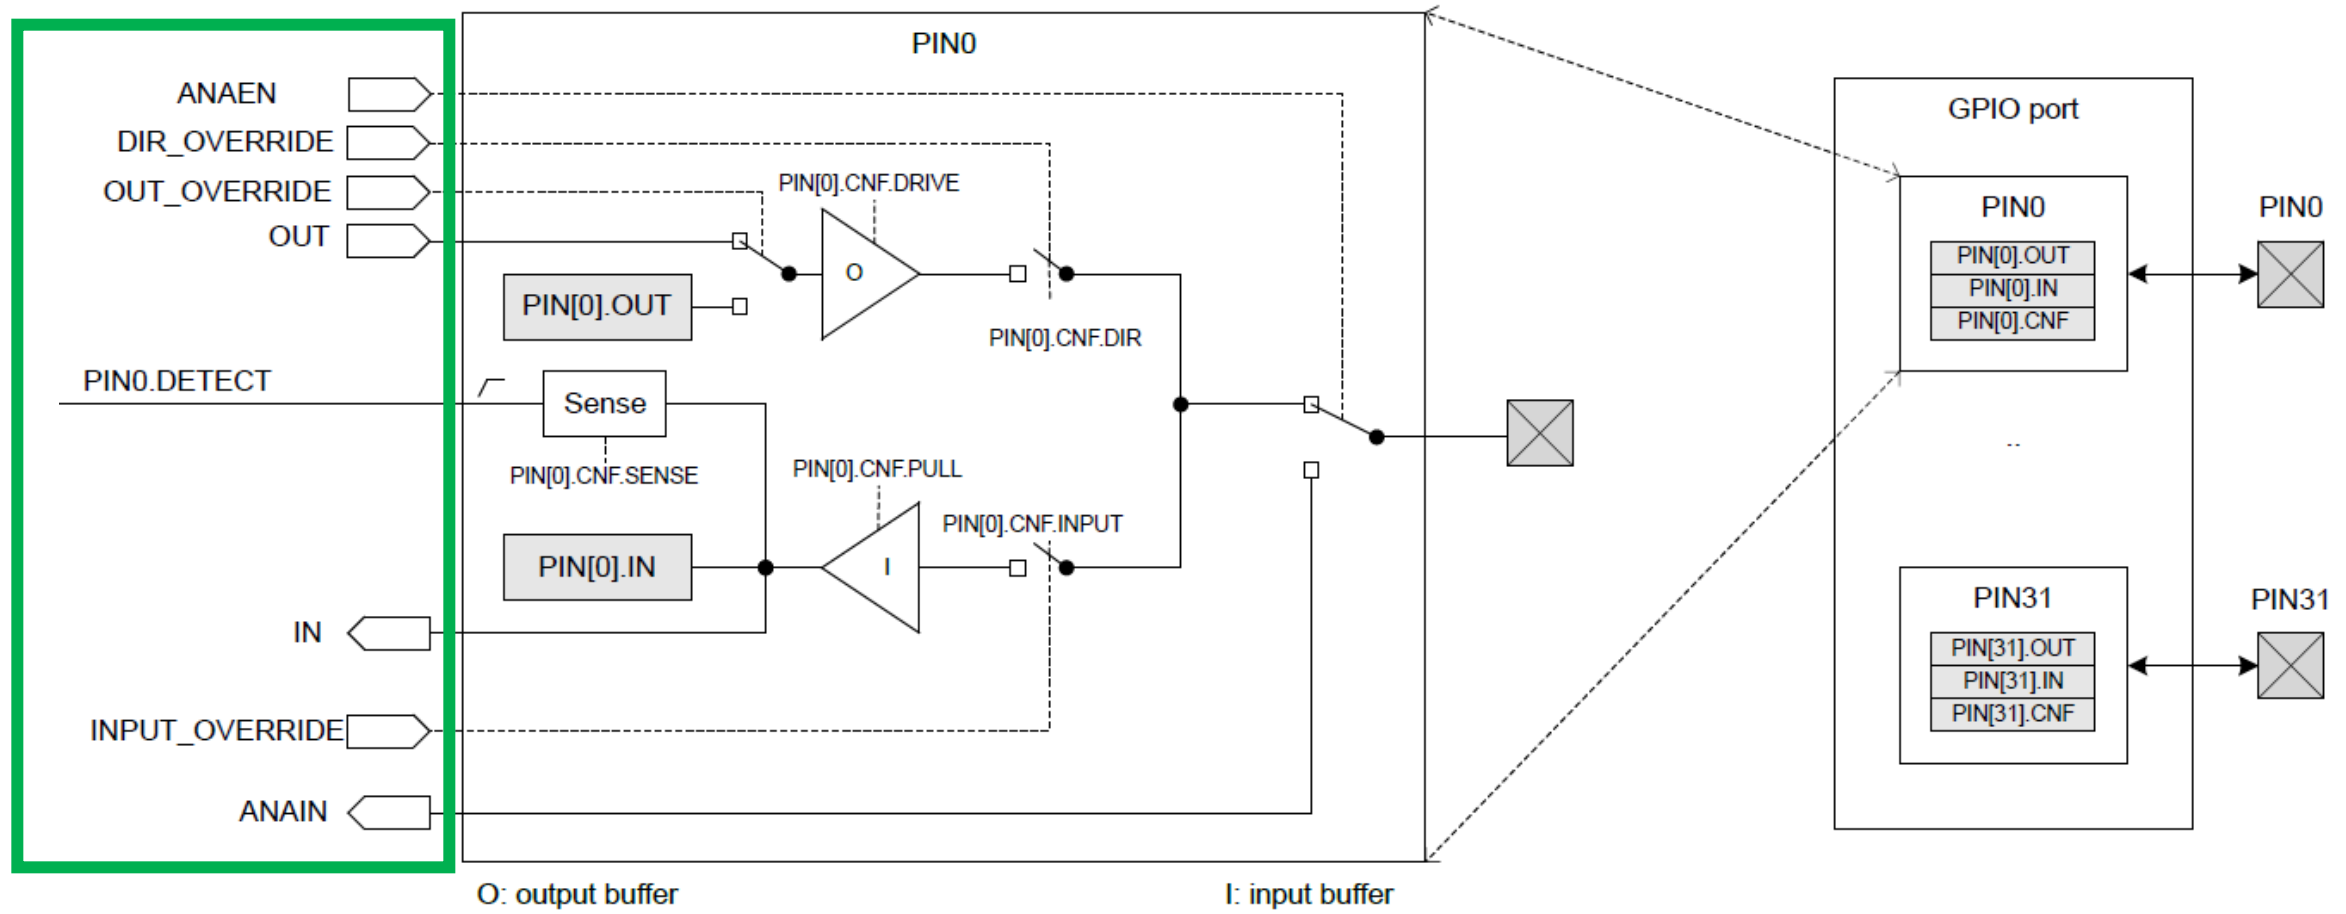 PIN0
ANAEN
DIR_OVERRIDE
OUT_OVERRIDE
OUT
PIN[0].CNF.DRIVE
O
PIN[0].OUT
PIN[0].CNF.DIR
PIN0.DETECT
Sense
PIN[0].CNF.SENSE
PIN[0].CNF.PULL
PIN[0].CNF.INPUT
PIN[0].IN
I
IN
INPUT_OVERRIDE
ANAIN
O: output buffer
I: input buffer
GPIO port
PIN0
PIN[0].OUT
PIN[0].IN
PIN[0].CNF
PIN0
..
PIN31
PIN[31].OUT
PIN[31].IN
PIN[31].CNF
PIN31